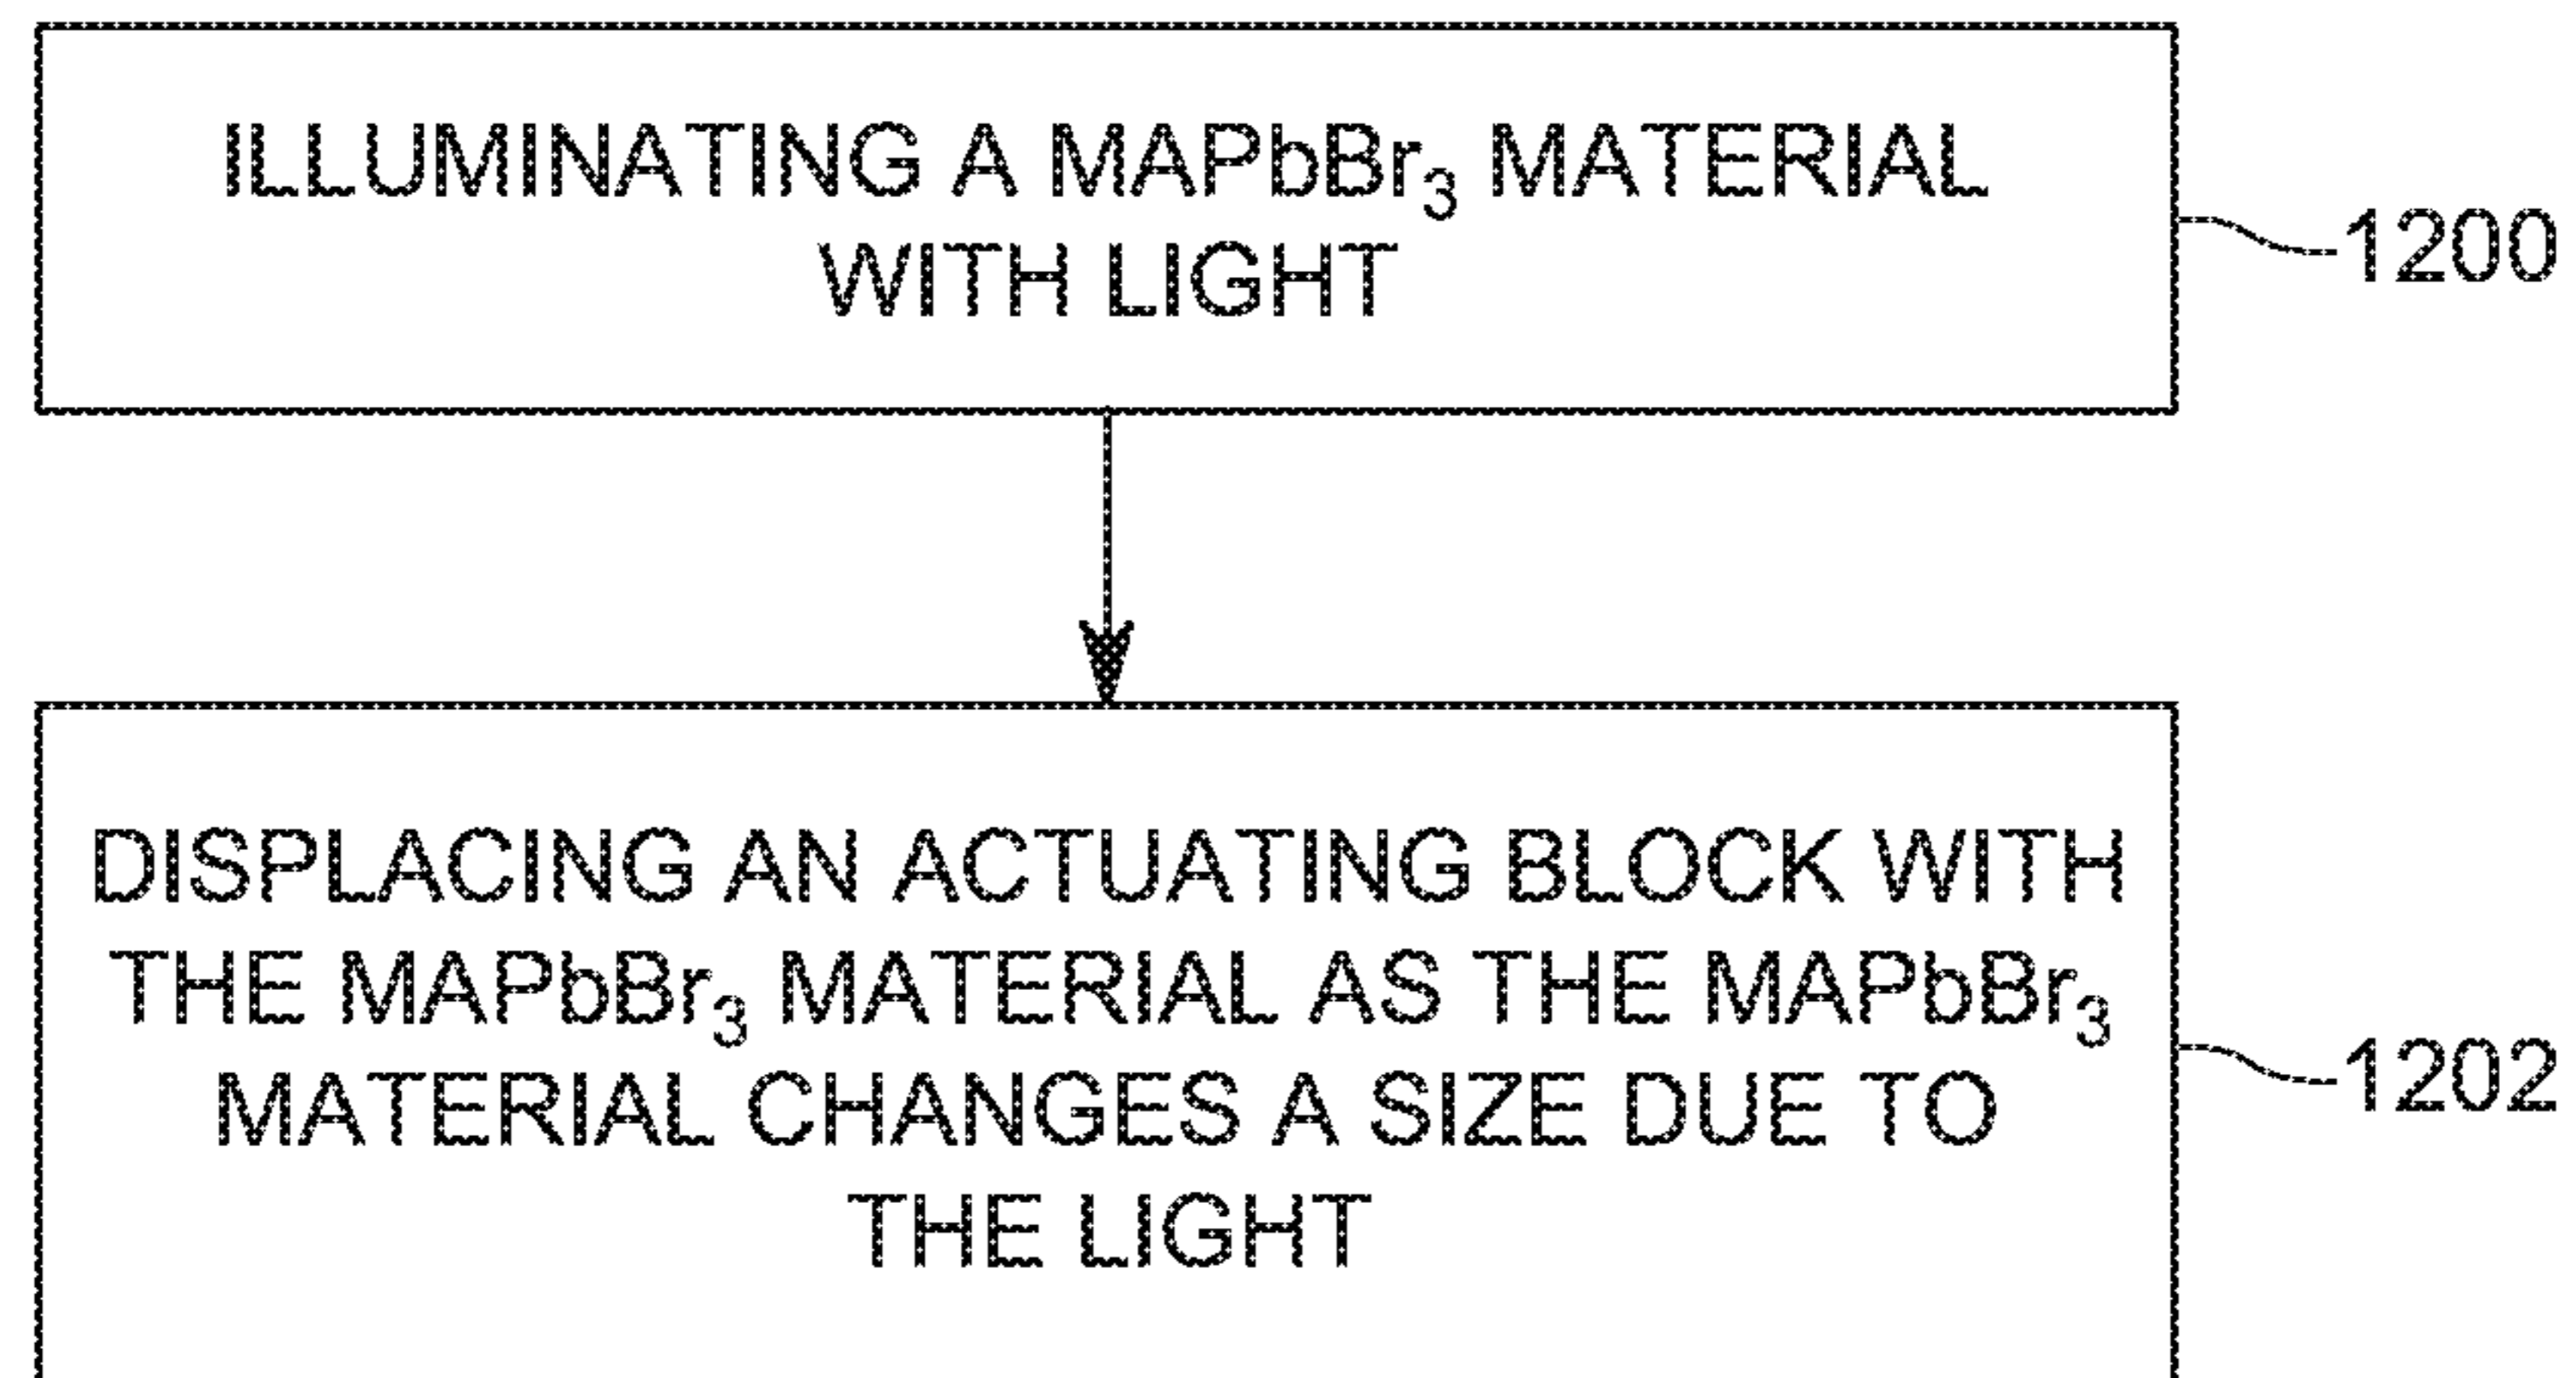 ILLUMINATING A MAPbBr₃ MATERIAL
WITH LIGHT
1200
DISPLACING AN ACTUATING BLOCK WITH
THE MAPbBr₃ MATERIAL AS THE MAPbBr₃
MATERIAL CHANGES A SIZE DUE TO
THE LIGHT
1202